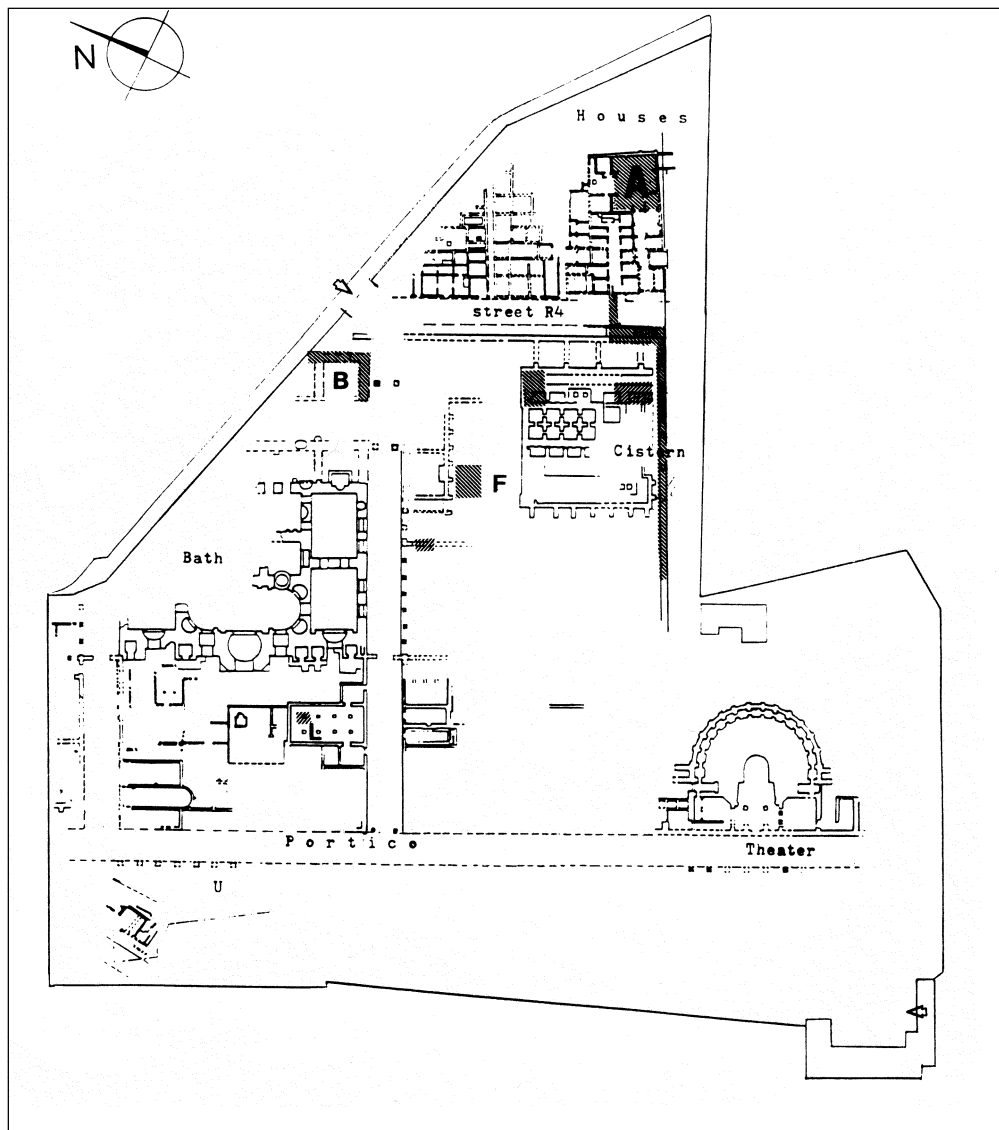 N
Houses
A
street R4
B
Cistern
F
Bath
Portico
Theater
U